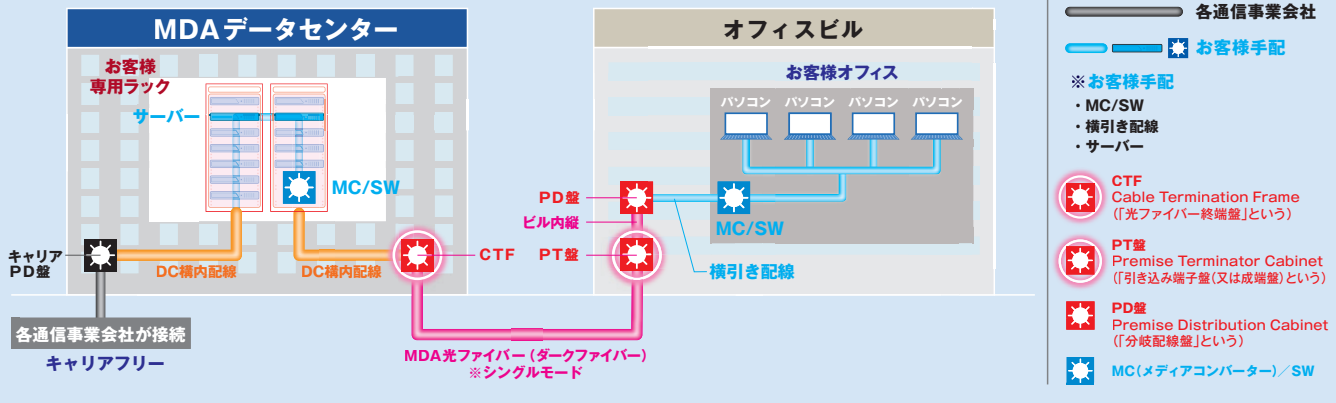 MDAデータセンター
お客様
専用ラック
サーバー
MC/SW
キャリア
PD盤
DC構内配線
DC構内配線
CTF
各通信事業会社が接続
キャリアフリー
MDA光ファイバー（ダークファイバー）
※シングルモード
オフィスビル
お客様オフィス
パソコン
パソコン
パソコン
パソコン
PD盤
ビル内縦
PT盤
MC/SW
横引き配線
各通信事業会社
お客様手配
※お客様手配
・MC/SW
・横引き配線
・サーバー
CTF
Cable Termination Frame
（「光ファイバー終端盤」という）
PT盤
Premise Terminator Cabinet
（「引き込み端子盤（又は成端盤）という）
PD盤
Premise Distribution Cabinet
（「分岐配線盤」という）
MC（メディアコンバーター）／SW